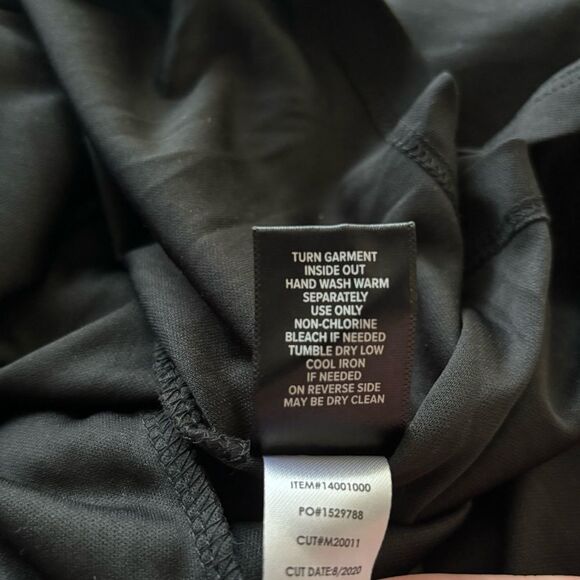 TURN GARMENT
INSIDE OUT
HAND WASH WARM
SEPARATELY
USE ONLY
NON-CHLORINE
BLEACH IF NEEDED
TUMBLE DRY LOW
COOL IRON
IF NEEDED
ON REVERSE SIDE
MAY BE DRY CLEAN
ITEM#14001000
PO#1529788
CUT#M20011
CUT DATE:8/2020